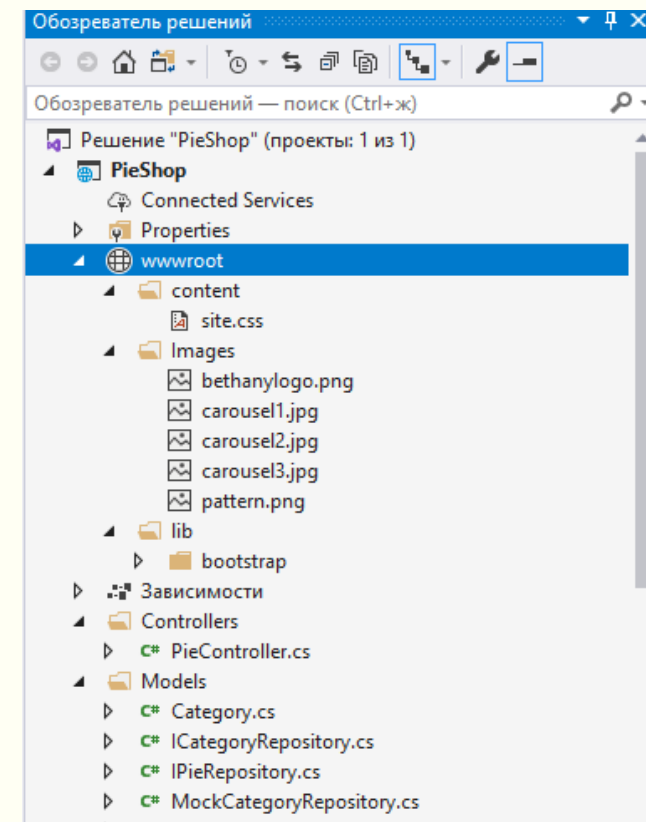 Обозреватель решений
Обозреватель решений — поиск (Ctrl+ж)
Решение "PieShop" (проекты: 1 из 1)
PieShop
Connected Services
Properties
wwwroot
content
site.css
Images
bethanylogo.png
carousel1.jpg
carousel2.jpg
carousel3.jpg
pattern.png
lib
bootstrap
Зависимости
Controllers
C# PieController.cs
Models
C# Category.cs
C# ICategoryRepository.cs
C# IPieRepository.cs
C# MockCategoryRepository.cs